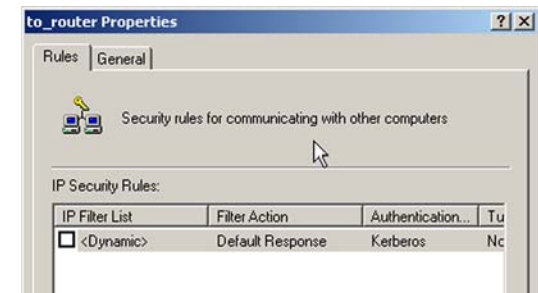 to_router Properties
Rules General
Security rules for communicating with other computers
IP Security Rules:
IP Filter List Filter Action Authentication... Tu
<Dynamic> Default Response Kerberos Nc